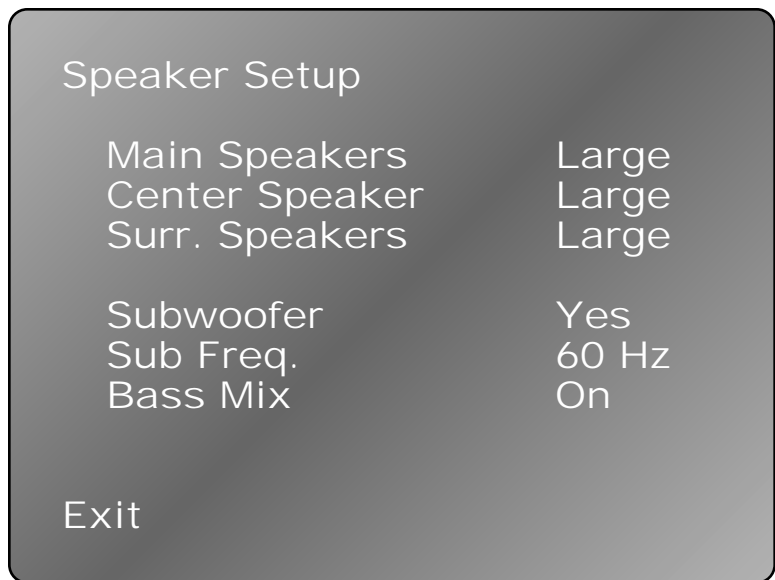 Speaker Setup
Main Speakers Large
Center Speaker Large
Surr. Speakers Large
Subwoofer Yes
Sub Freq. 60 Hz
Bass Mix On
Exit